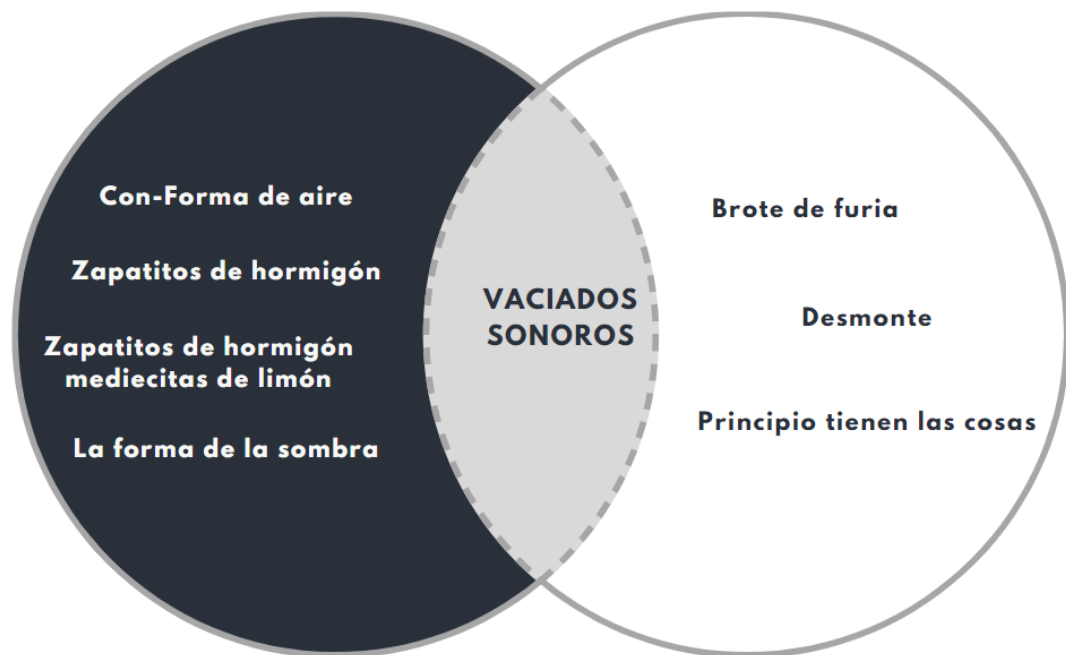 Con-Forma de aire
Zapatitos de hormigón
Zapatitos de hormigón
mediecitas de limón
La forma de la sombra
VACIADOS
SONOROS
Brote de furia
Desmonte
Principio tienen las cosas